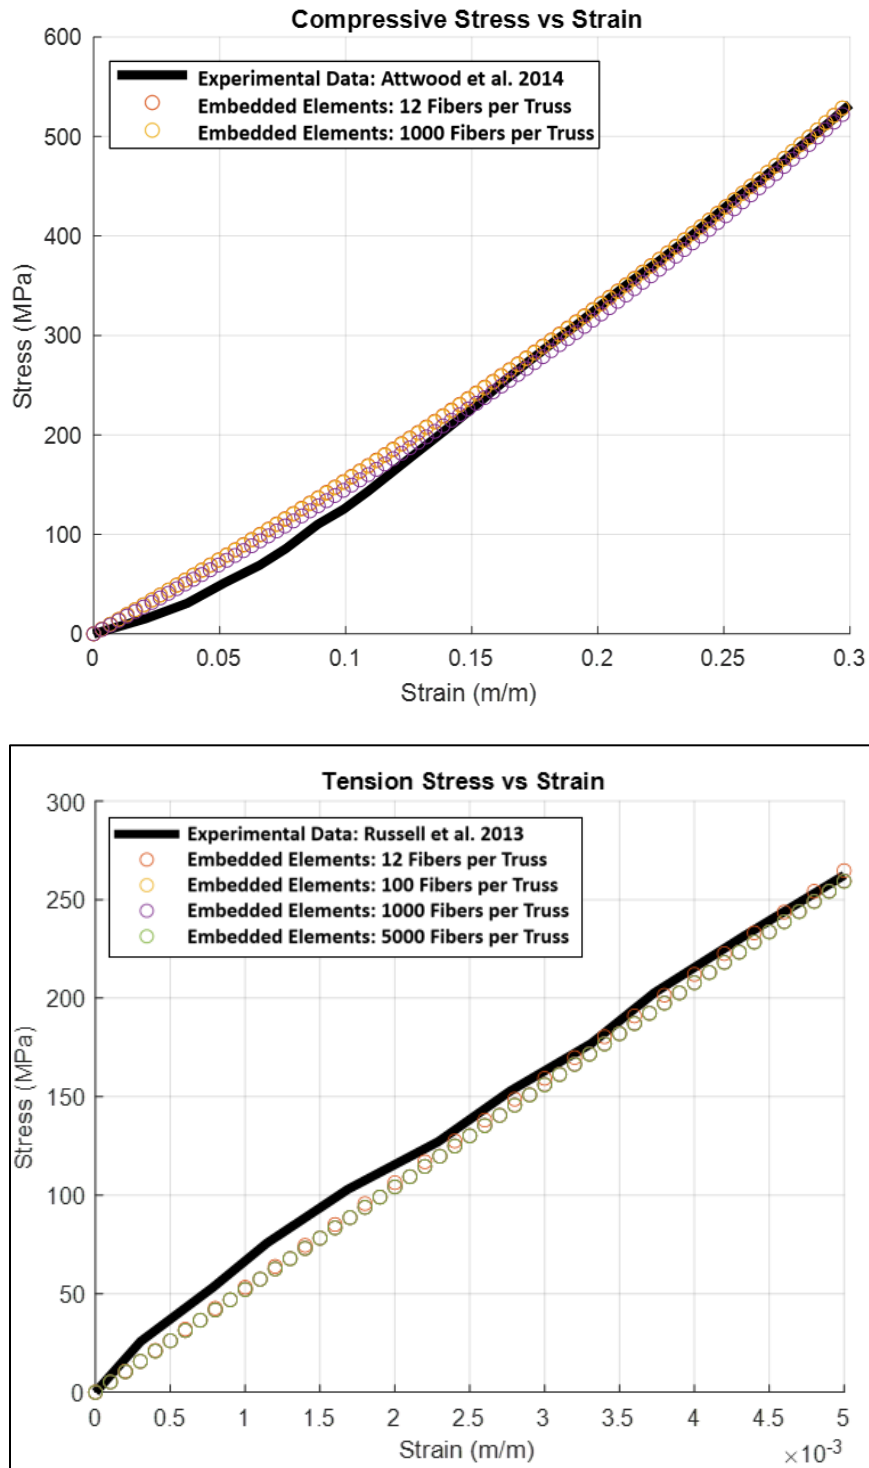 Compressive Stress vs Strain
600
500
400
300
200
100
0
Stress (MPa)
Experimental Data: Attwood et al. 2014
Embedded Elements: 12 Fibers per Truss
Embedded Elements: 1000 Fibers per Truss
0 0.05 0.1 0.15 0.2 0.25 0.3
Strain (m/m)
Tension Stress vs Strain
300
250
200
150
100
50
0
Stress (MPa)
Experimental Data: Russell et al. 2013
Embedded Elements: 12 Fibers per Truss
Embedded Elements: 100 Fibers per Truss
Embedded Elements: 1000 Fibers per Truss
Embedded Elements: 5000 Fibers per Truss
0 0.5 1 1.5 2 2.5 3 3.5 4 4.5 5
Strain (m/m)
×10⁻³